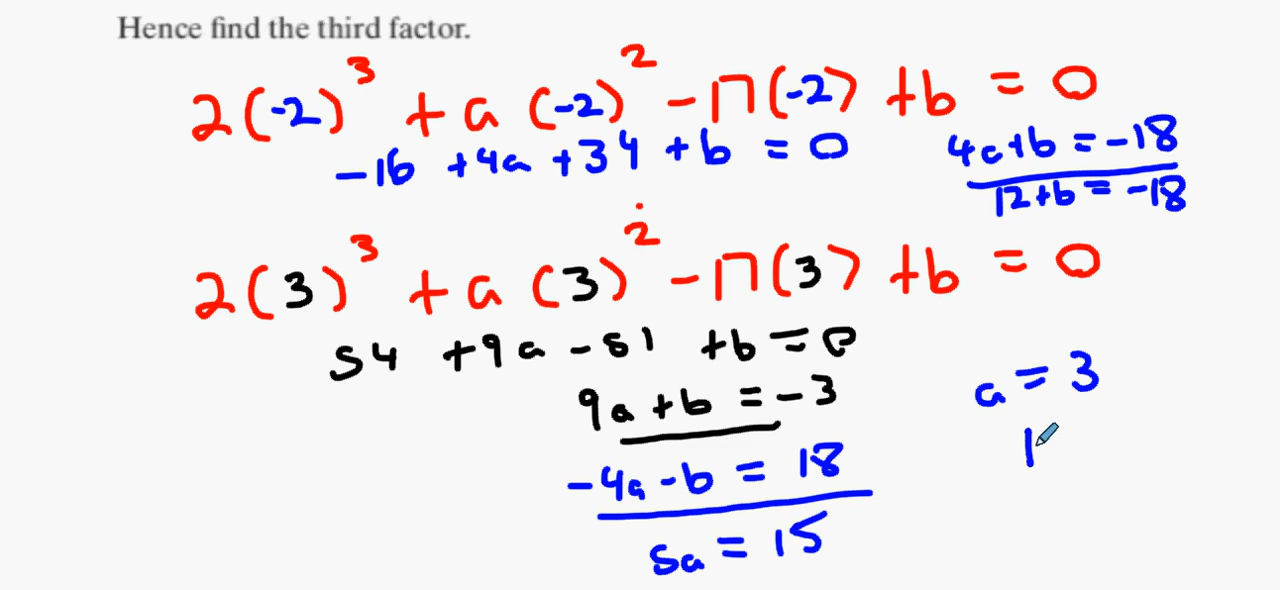 Hence find the third factor.
2(-2)³ + a(-2)² - 17(-2) + b = 0
-16 + 4a + 34 + b = 0
4a+b = -18
12+b = -18
2(3)³ + a(3)² - 17(3) + b = 0
54 + 9a - 51 + b = 0
9a + b = -3
a = 3
-4a - b = 18
5a = 15